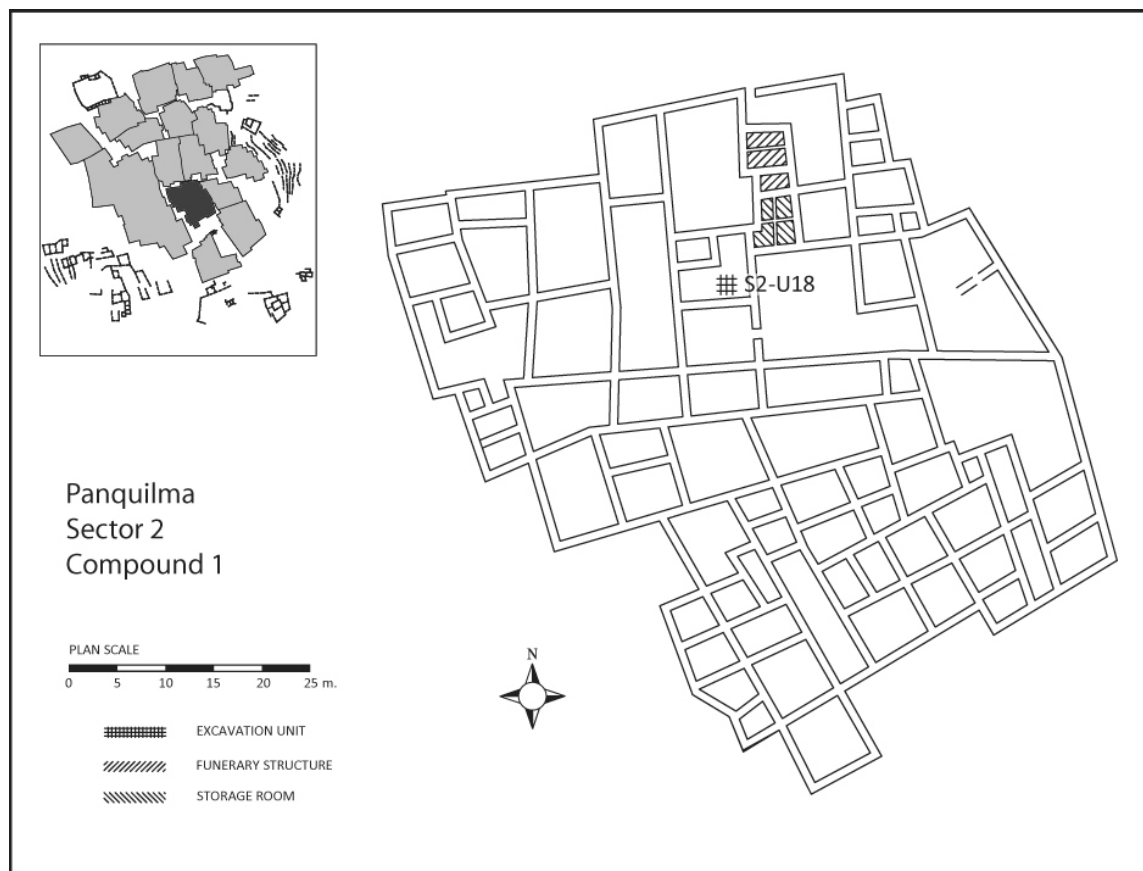 S2-U18
Panquilma
Sector 2
Compound 1
PLAN SCALE
0 5 10 15 20 25 m.
N
EXCAVATION UNIT
FUNERARY STRUCTURE
STORAGE ROOM